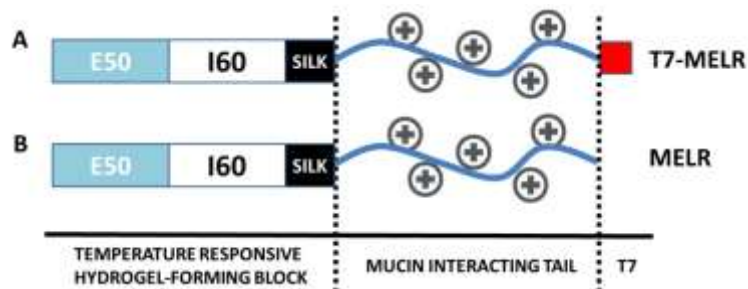 A E50 I60 SILK T7-MELR
B E50 I60 SILK MELR
TEMPERATURE RESPONSIVE
HYDROGEL-FORMING BLOCK
MUCIN INTERACTING TAIL
T7